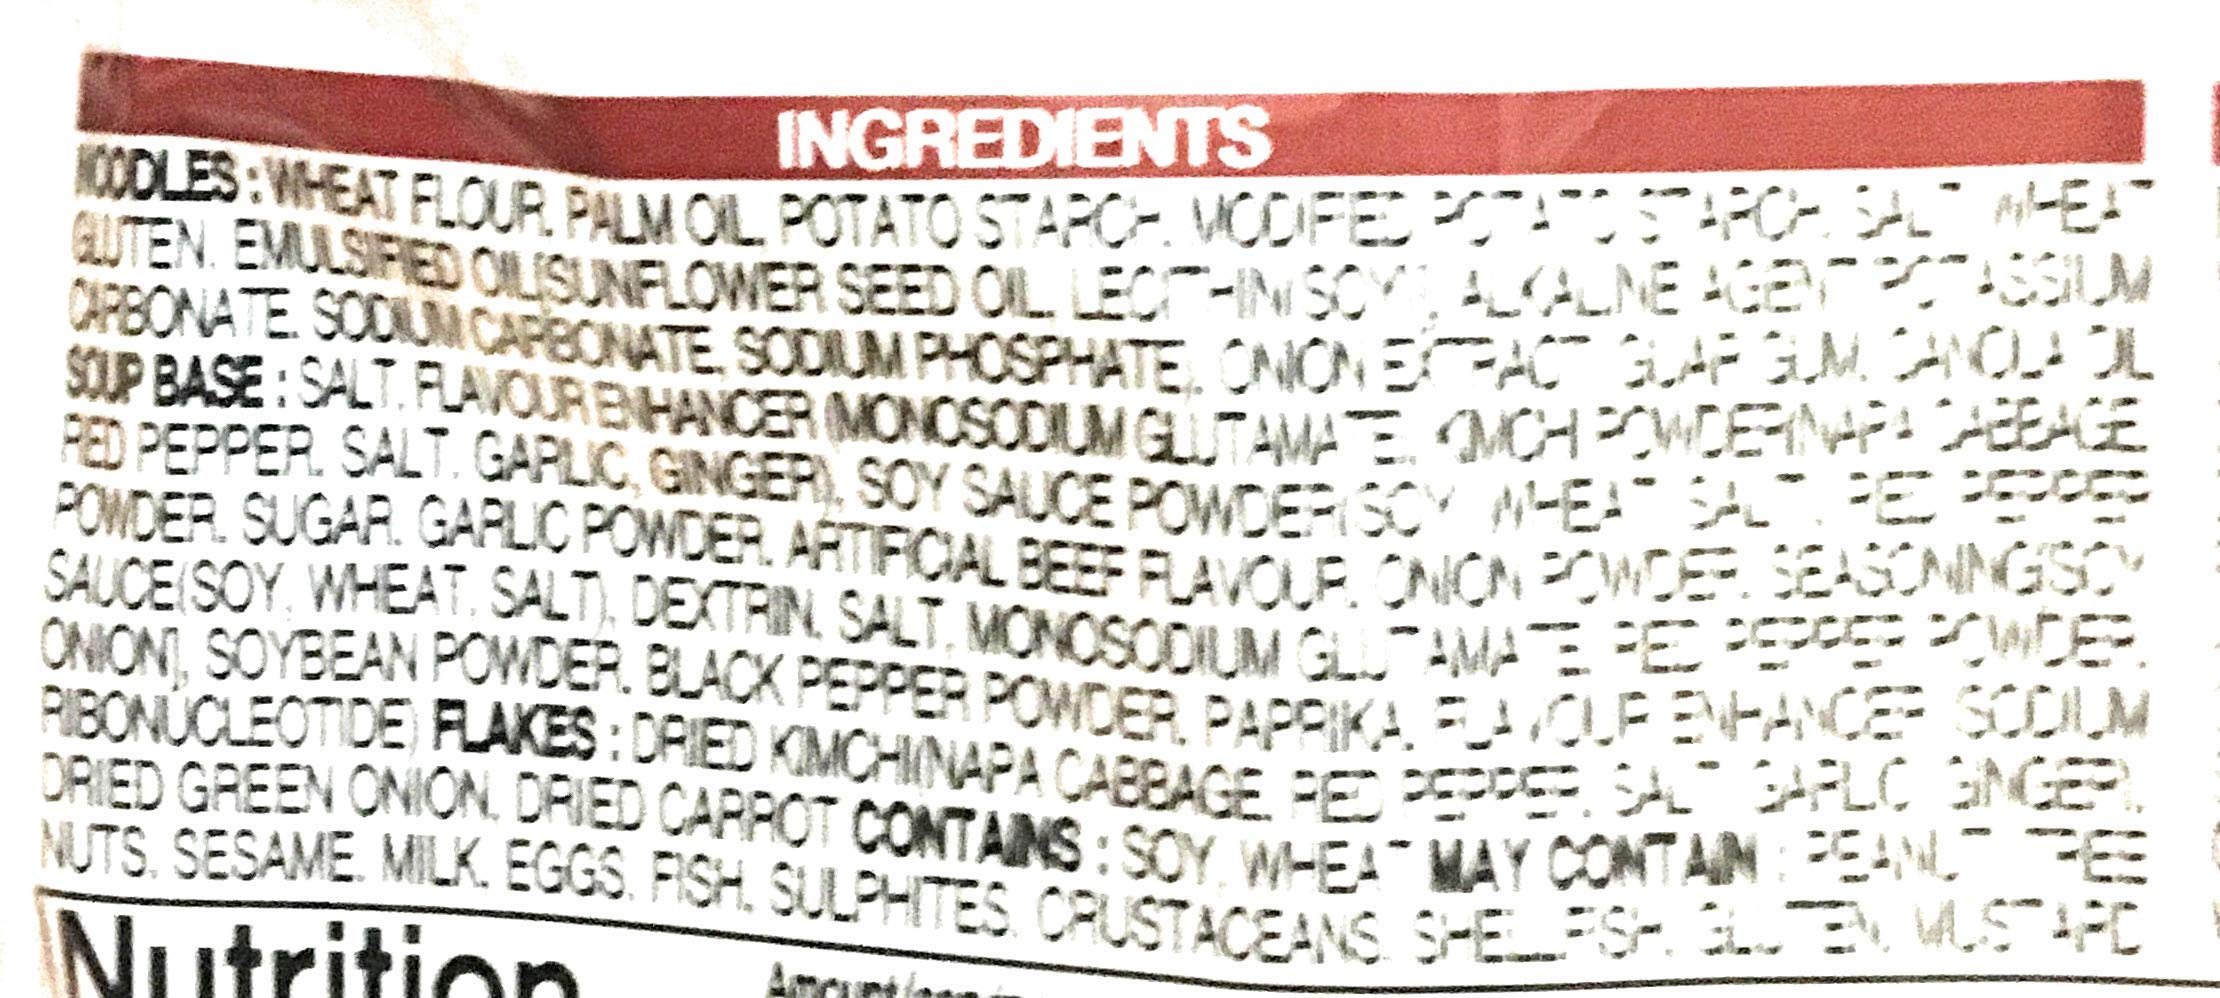 INGREDIENTS
NOODLES : WHEAT FLOUR, PALM OIL, POTATO STARCH, MODIFIED POTATO STARCH, SALT, WHEAT
GLUTEN, EMULSIFIED OIL(SUNFLOWER SEED OIL, LECITHIN(SOY)), ALKALINE AGENT(POTASSIUM
CARBONATE, SODIUM CARBONATE, SODIUM PHOSPHATE), ONION EXTRACT, GUAR GUM, CANOLA OIL
SOUP BASE : SALT, FLAVOUR ENHANCER (MONOSODIUM GLUTAMATE), KIMCHI POWDER(NAPA CABBAGE,
RED PEPPER, SALT, GARLIC, GINGER), SOY SAUCE POWDER(SOY, WHEAT, SALT), RED PEPPER
POWDER, SUGAR, GARLIC POWDER, ARTIFICIAL BEEF FLAVOUR, ONION POWDER, SEASONING[SOY
SAUCE(SOY, WHEAT, SALT), DEXTRIN, SALT, MONOSODIUM GLUTAMATE, RED PEPPER POWDER,
ONION], SOYBEAN POWDER, BLACK PEPPER POWDER, PAPRIKA, FLAVOUR ENHANCER (SODIUM
RIBONUCLEOTIDE) FLAKES : DRIED KIMCHI(NAPA CABBAGE, RED PEPPER, SALT, GARLIC, GINGER),
DRIED GREEN ONION, DRIED CARROT CONTAINS : SOY, WHEAT MAY CONTAIN : PEANUT, TREE
NUTS, SESAME, MILK, EGGS, FISH, SULPHITES, CRUSTACEANS, SHELLFISH, GLUTEN, MUSTARD
Nutrition
Amount